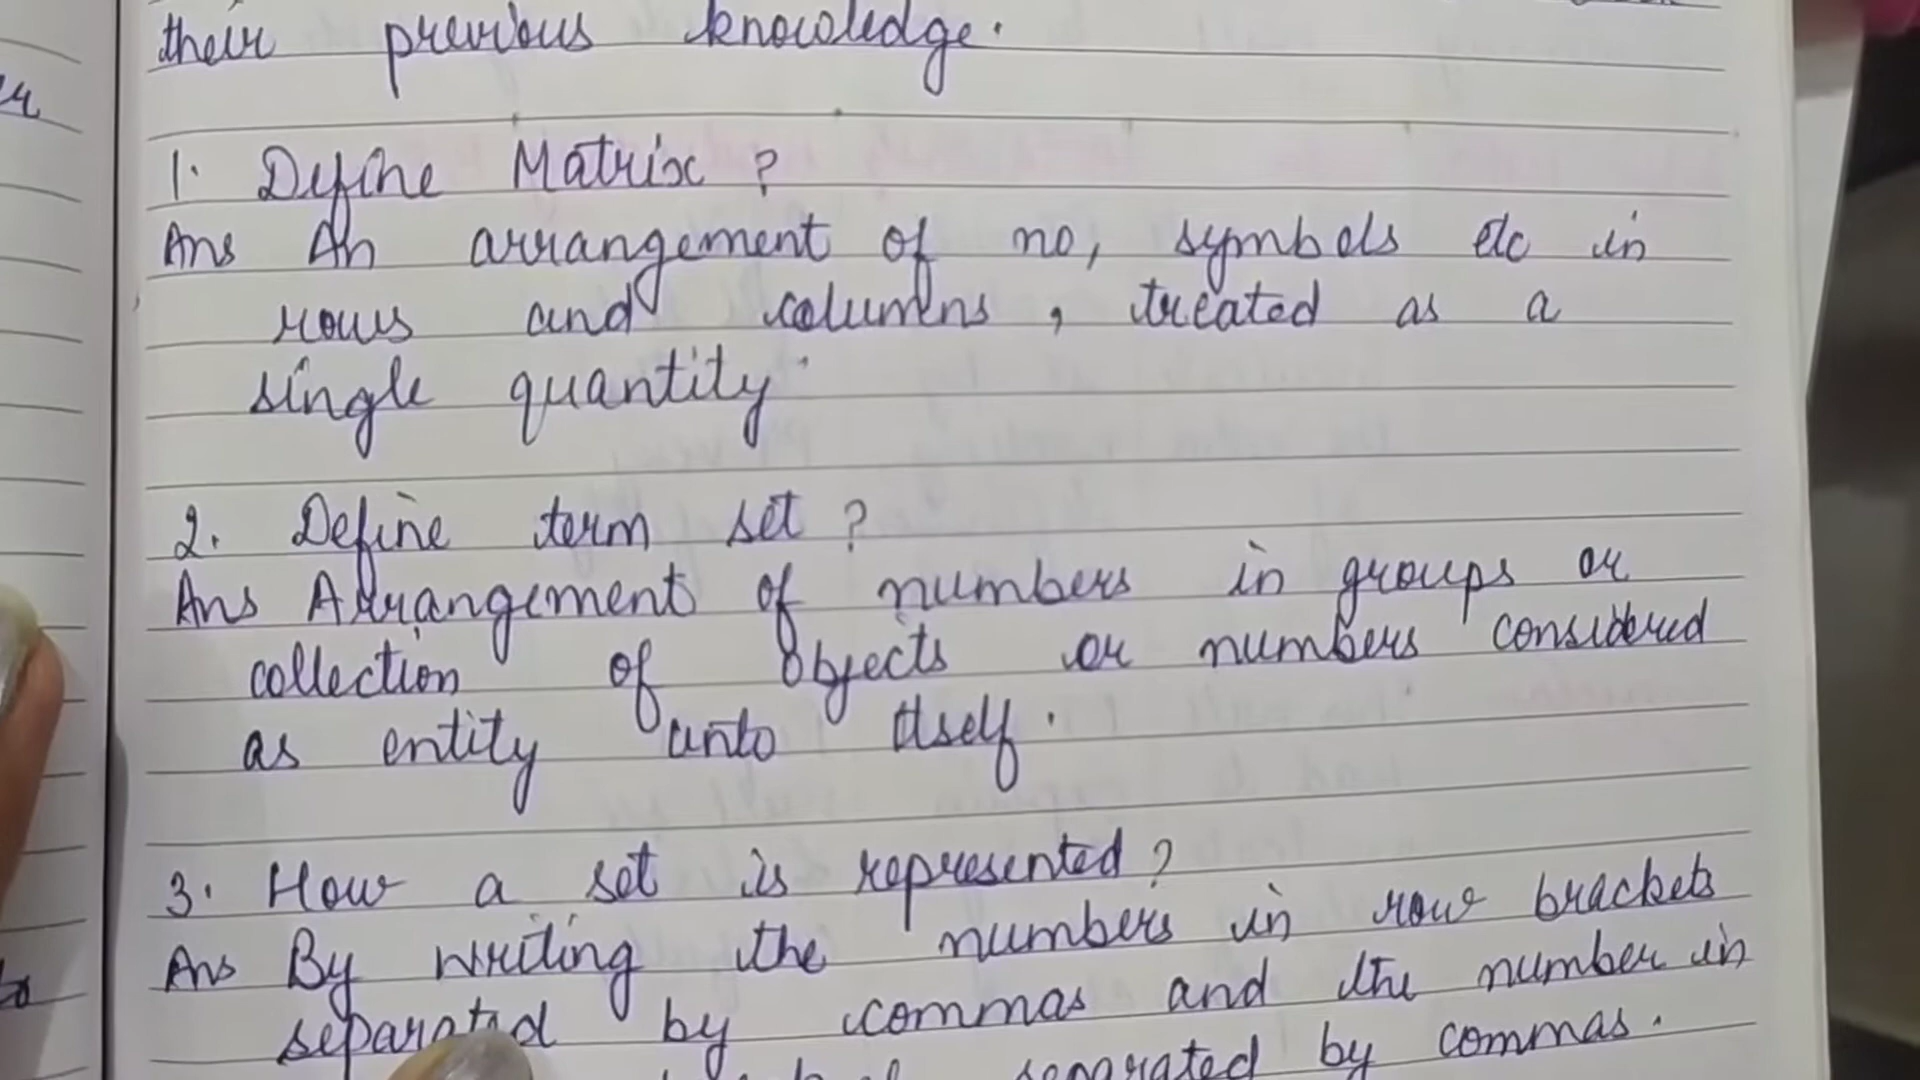 their previous knowledge.
1. Define Matrix ?
Ans An arrangement of no, symbols etc in
rows and columns, treated as a
single quantity.
2. Define term set ?
Ans Arrangement of numbers in groups or
collection of objects or numbers considered
as entity unto itself.
3. How a set is represented ?
Ans By writing the numbers in row brackets
separated by commas and the number in
separated by commas.